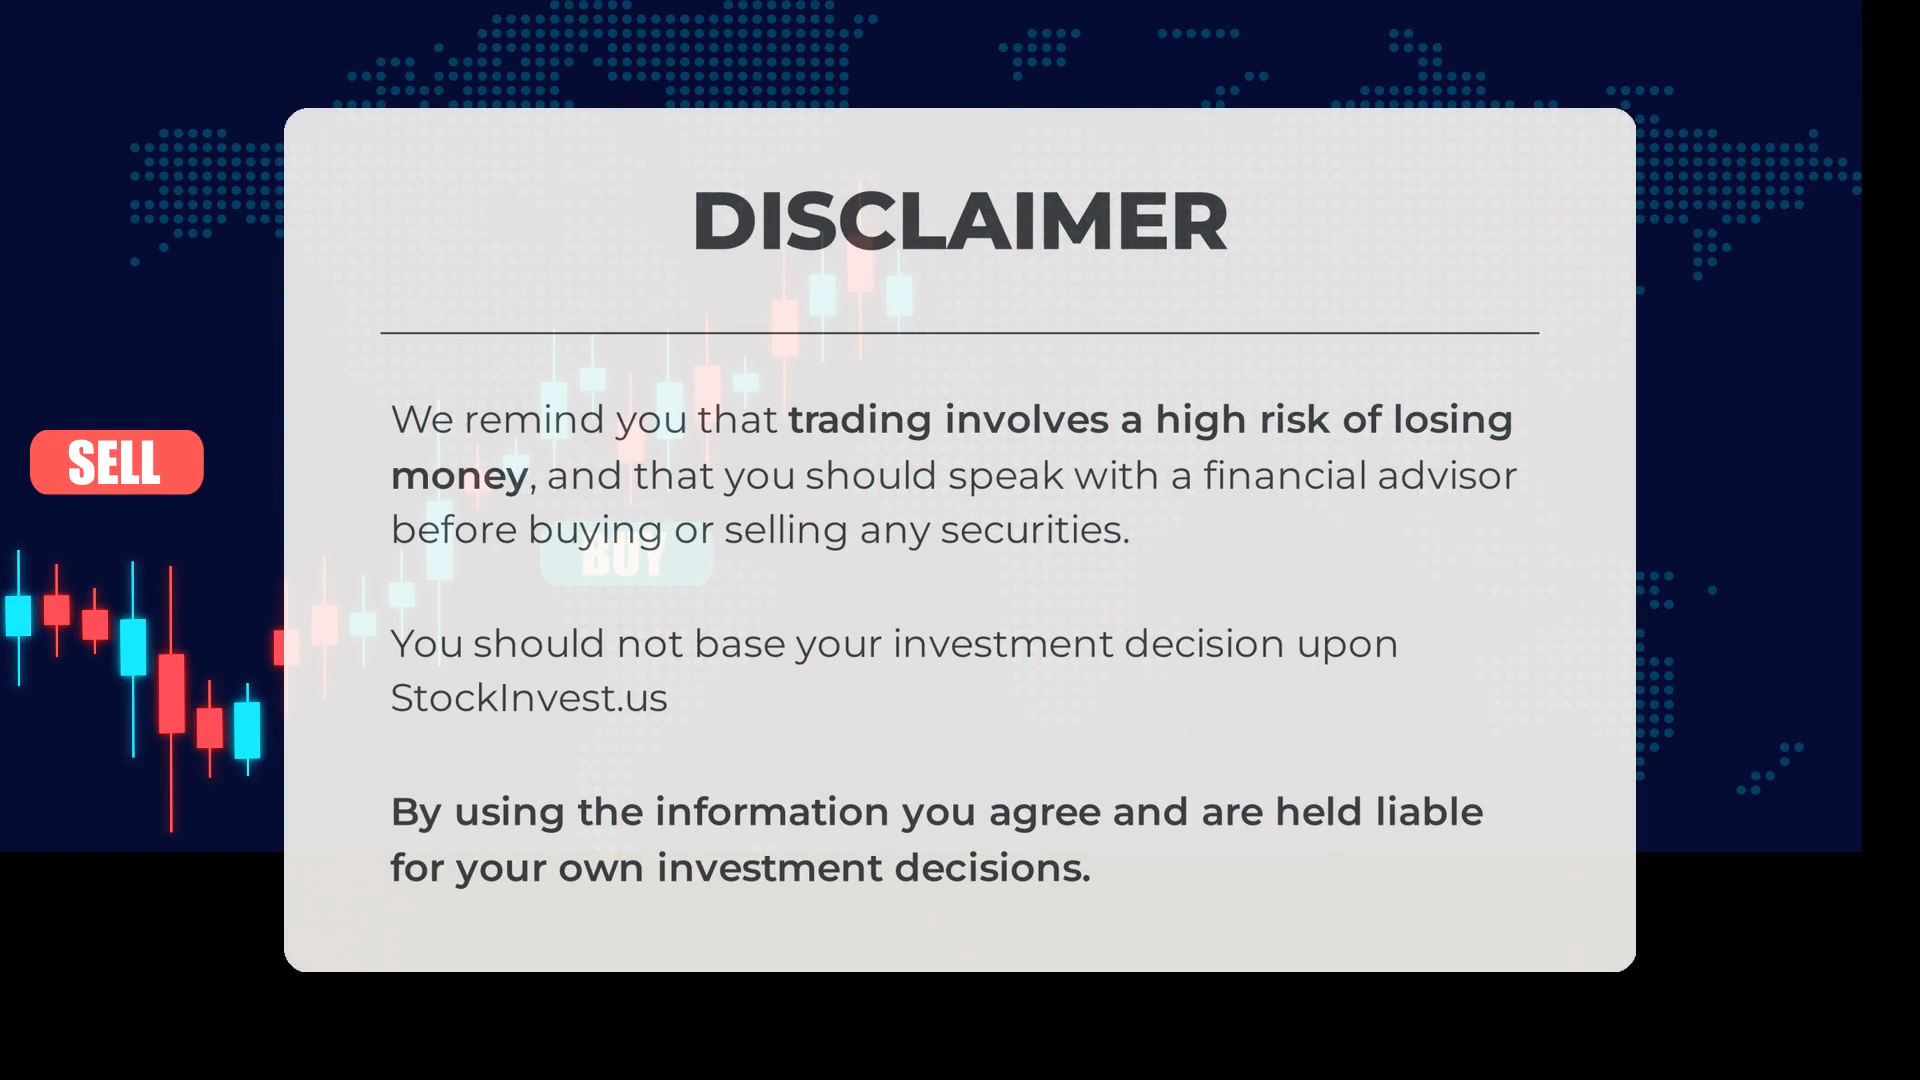 DISCLAIMER
We remind you that trading involves a high risk of losing
money, and that you should speak with a financial advisor
before buying or selling any securities.
SELL
BUY
You should not base your investment decision upon
StockInvest.us
By using the information you agree and are held liable
for your own investment decisions.